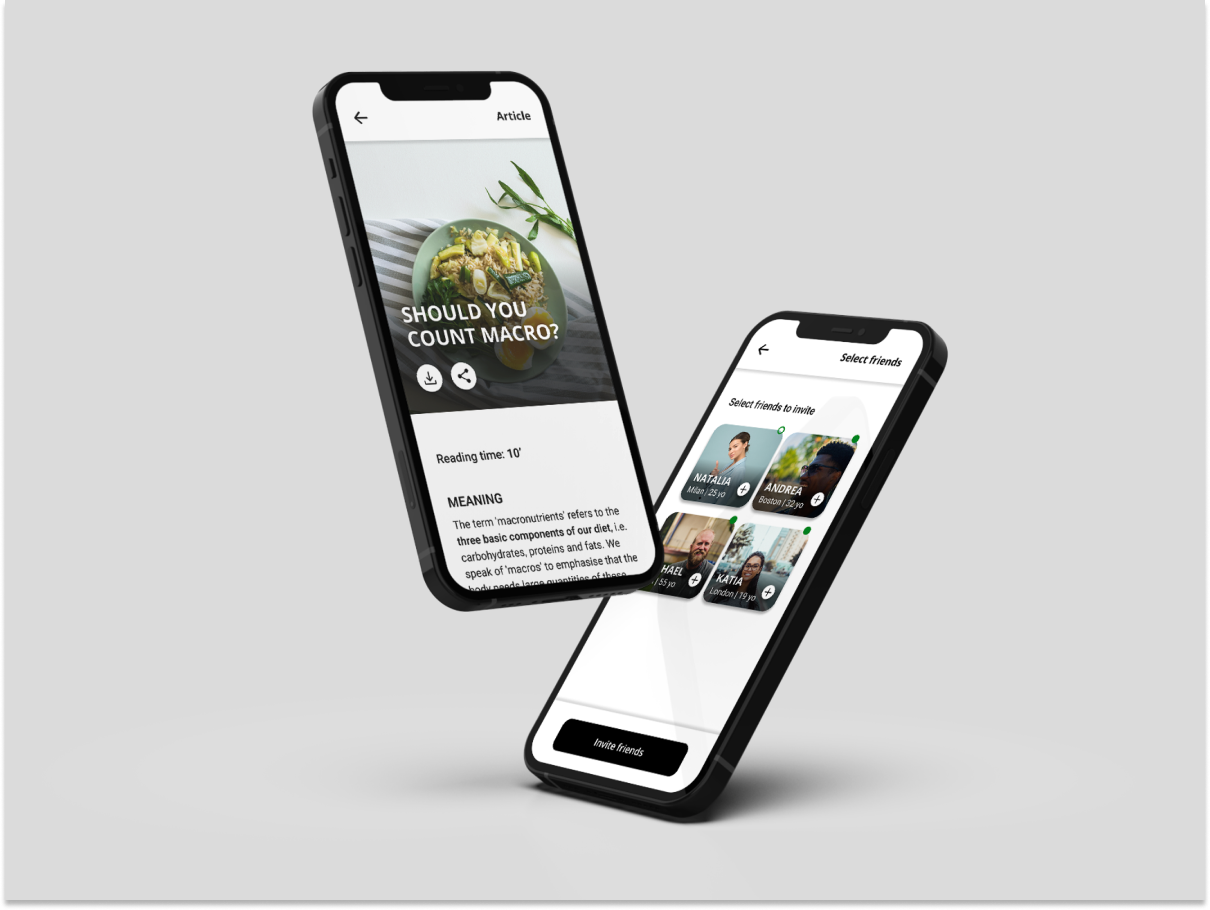 Article
SHOULD YOU
COUNT MACRO?
Reading time: 10'
MEANING
The term 'macronutrients' refers to the
three basic components of our diet, i.e.
carbohydrates, proteins and fats. We
speak of 'macros' to emphasise that the
body needs large quantities of these
Select friends
Select friends to invite
NATALIA
Milan | 25 yo
ANDREA
Boston | 32 yo
HAEL
| 55 yo
KATIA
London | 19 yo
Invite friends